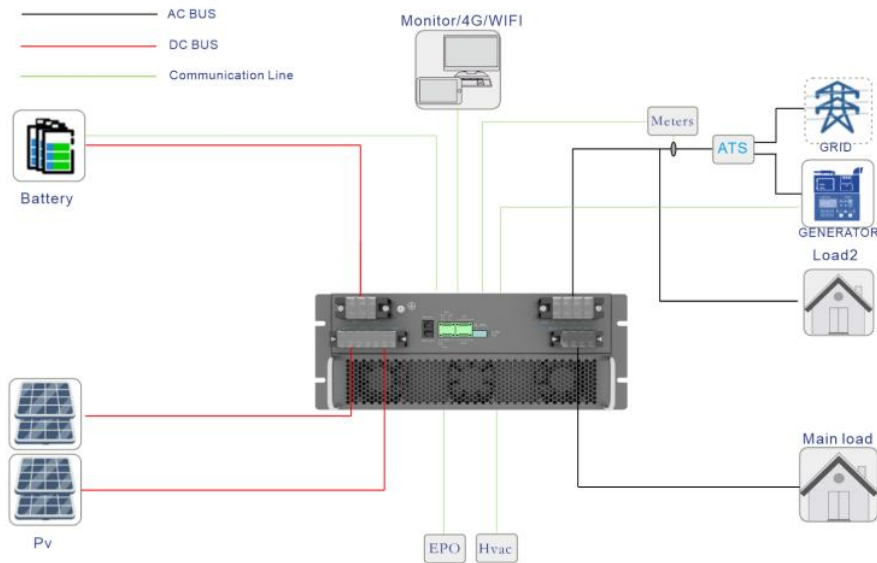 AC BUS
DC BUS
Communication Line
Monitor/4G/WIFI
Meters
ATS
GRID
Battery
GENERATOR
Load2
Main load
Pv
EPO
Hvac